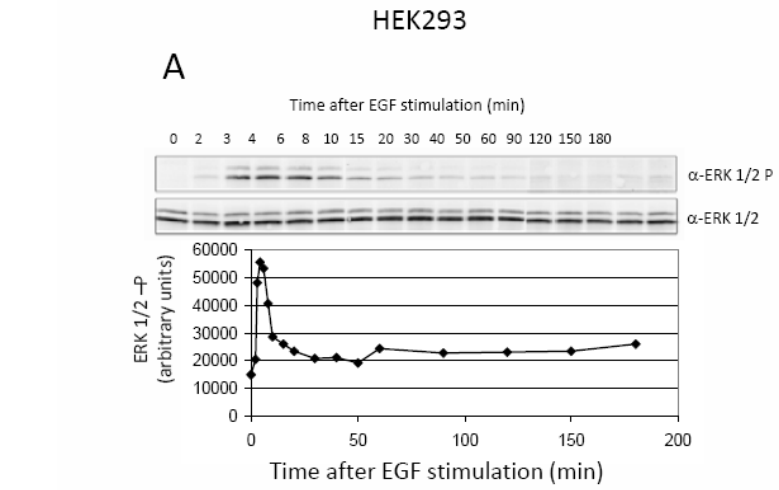 HEK293
A
Time after EGF stimulation (min)
0 2 3 4 6 8 10 15 20 30 40 50 60 90 120 150 180
α-ERK 1/2 P
α-ERK 1/2
ERK 1/2 –P
(arbitrary units)
60000
50000
40000
30000
20000
10000
0
0 50 100 150 200
Time after EGF stimulation (min)